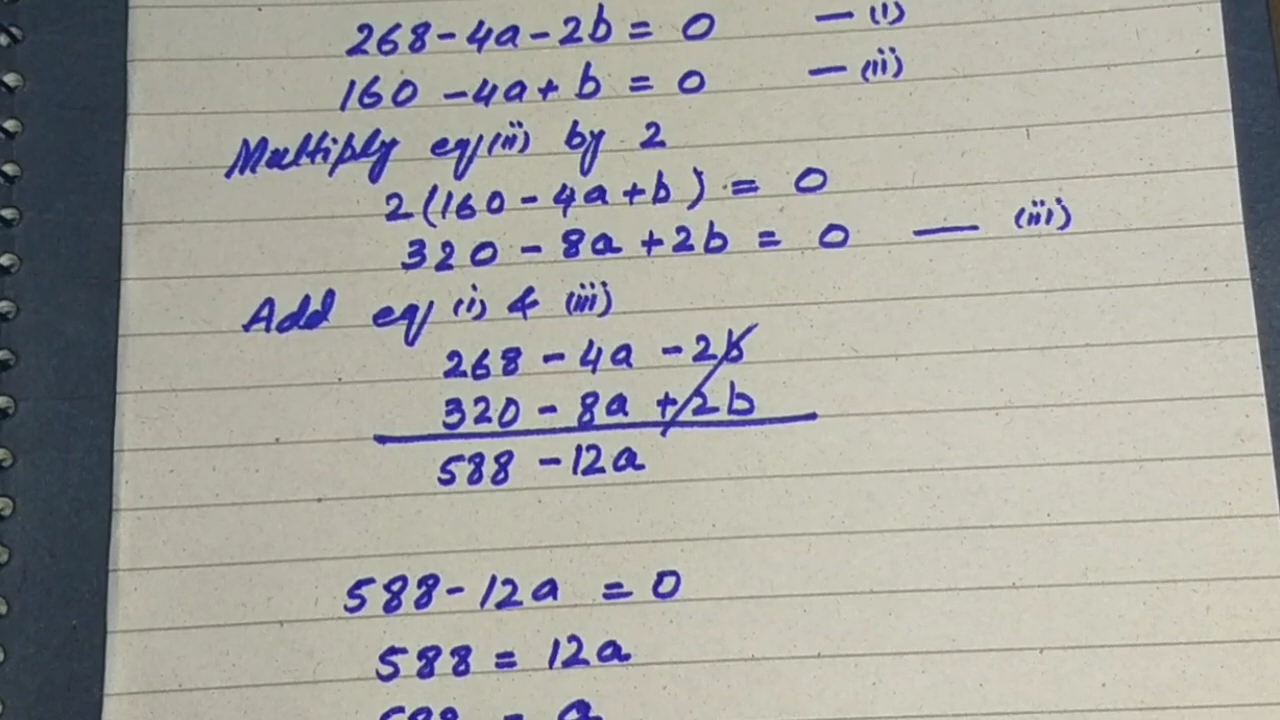 268-4a-2b = 0 — (i)
160 -4a+b = 0 — (ii)
Multiply eq(ii) by 2
2(160-4a+b) = 0
320 - 8a +2b = 0 — (iii)
Add eq (i) & (iii)
268 - 4a - 2b
320 - 8a + 2b
588 - 12a
588-12a = 0
588 = 12a
588 = a